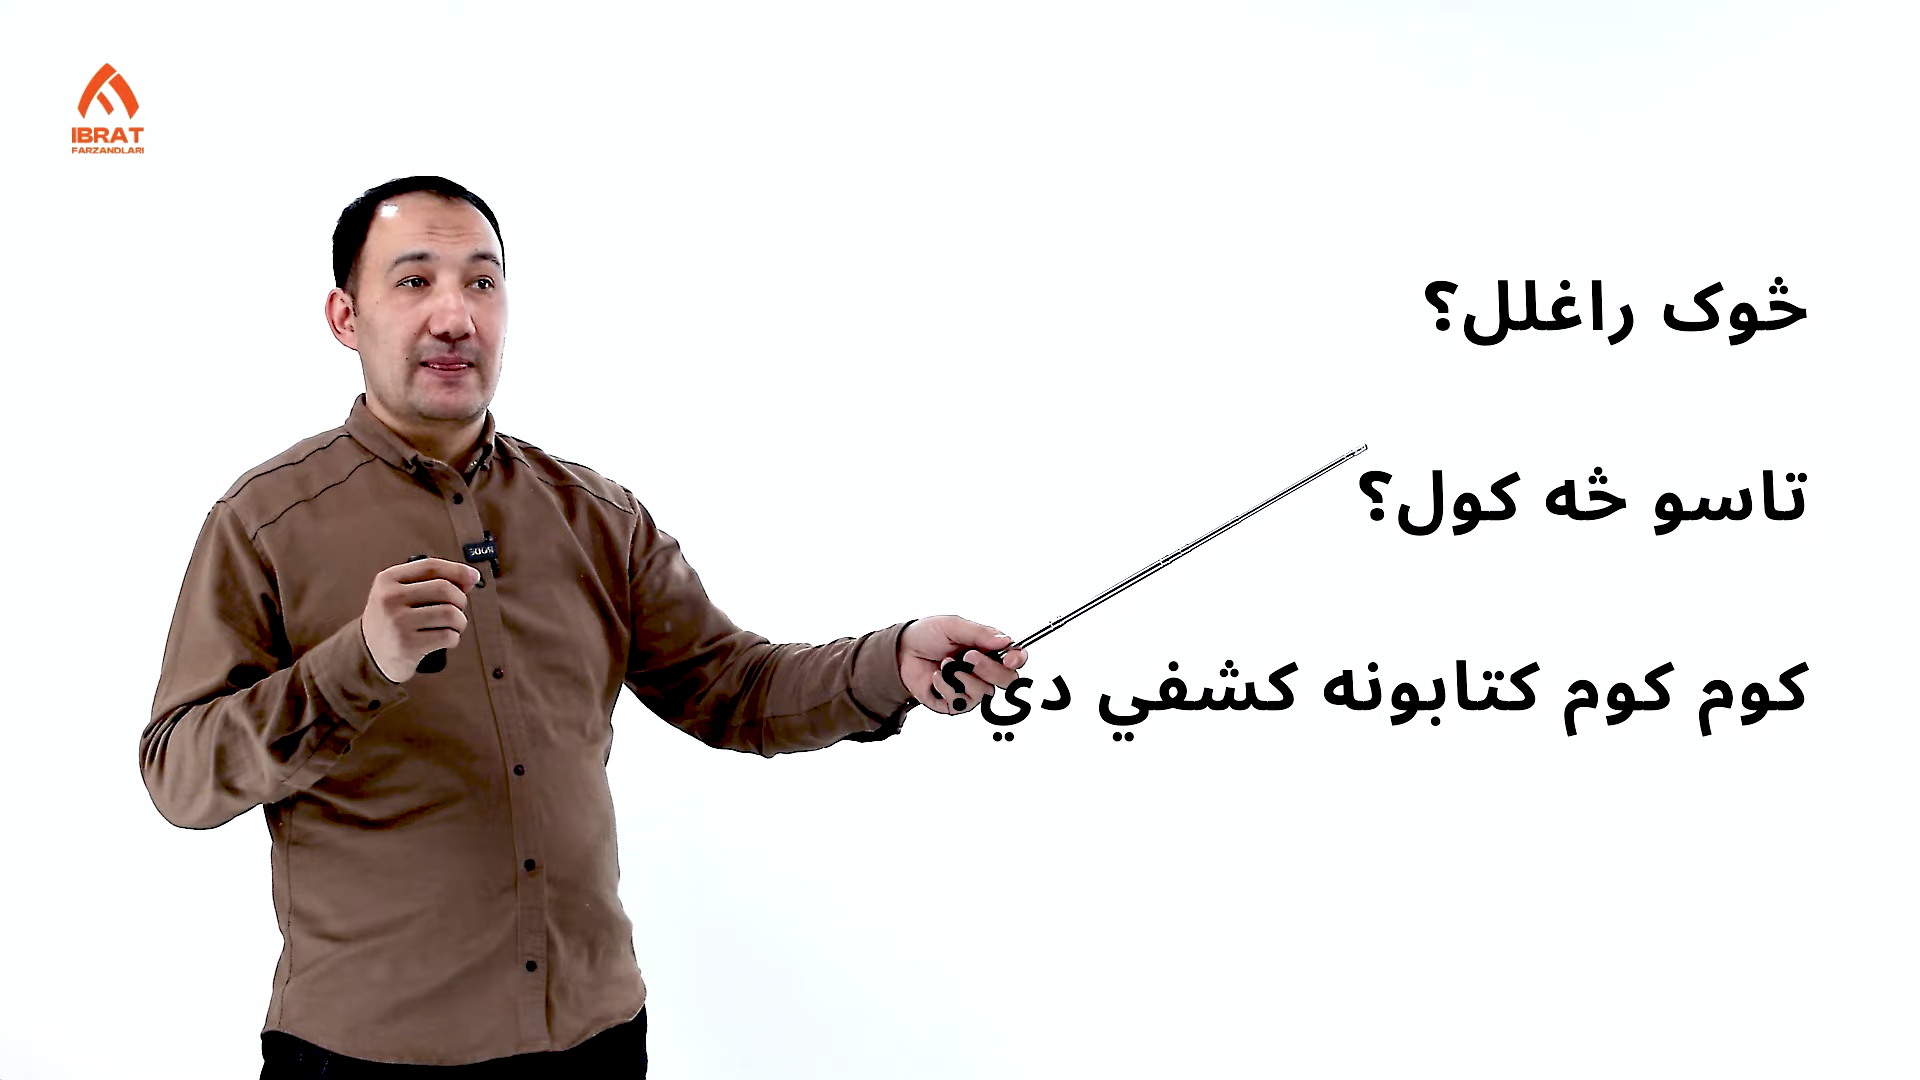 IBRAT
FARZANDLARI
څوک راغلل؟
تاسو څه کول؟
کوم کوم کتابونه کشفي دي؟